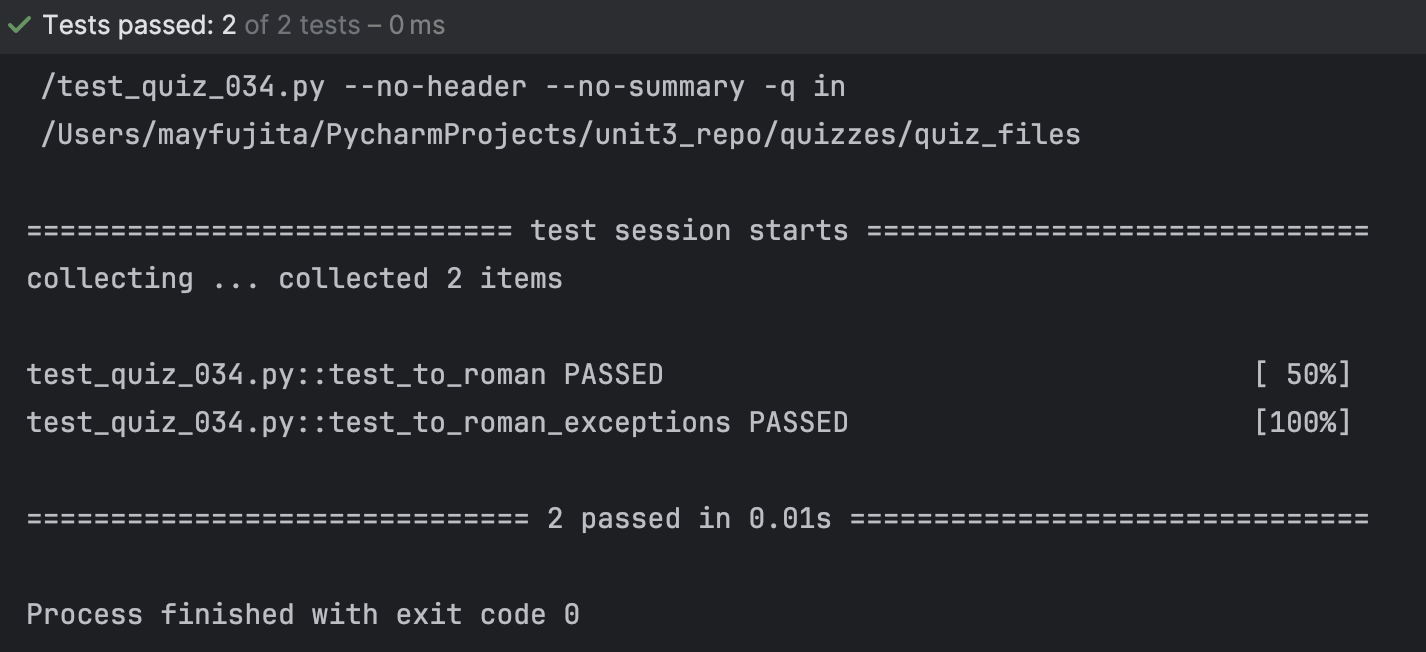 Tests passed: 2 of 2 tests – 0 ms
/test_quiz_034.py --no-header --no-summary -q in
/Users/mayfujita/PycharmProjects/unit3_repo/quizzes/quiz_files
============================= test session starts ==============================
collecting ... collected 2 items
test_quiz_034.py::test_to_roman PASSED [ 50%]
test_quiz_034.py::test_to_roman_exceptions PASSED [100%]
============================== 2 passed in 0.01s ===============================
Process finished with exit code 0